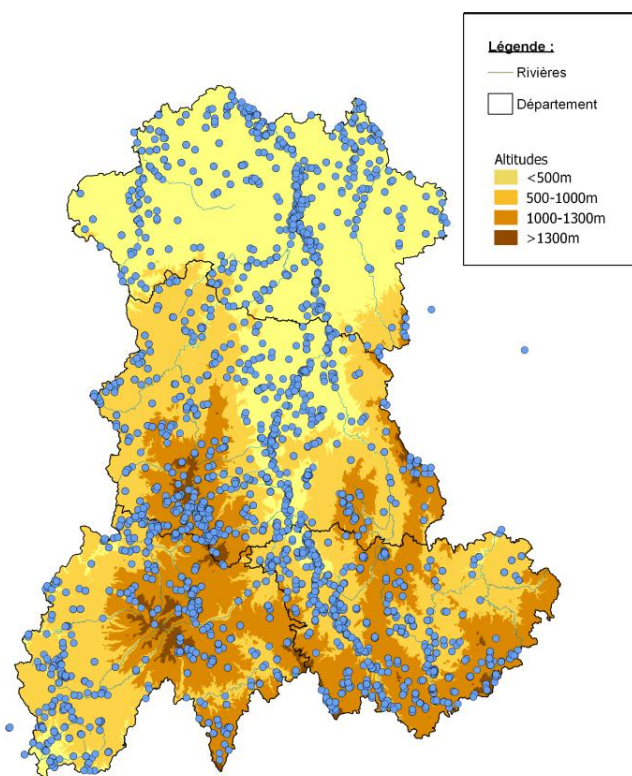 Légende :
Rivières
Département
Altitudes
<500m
500-1000m
1000-1300m
>1300m